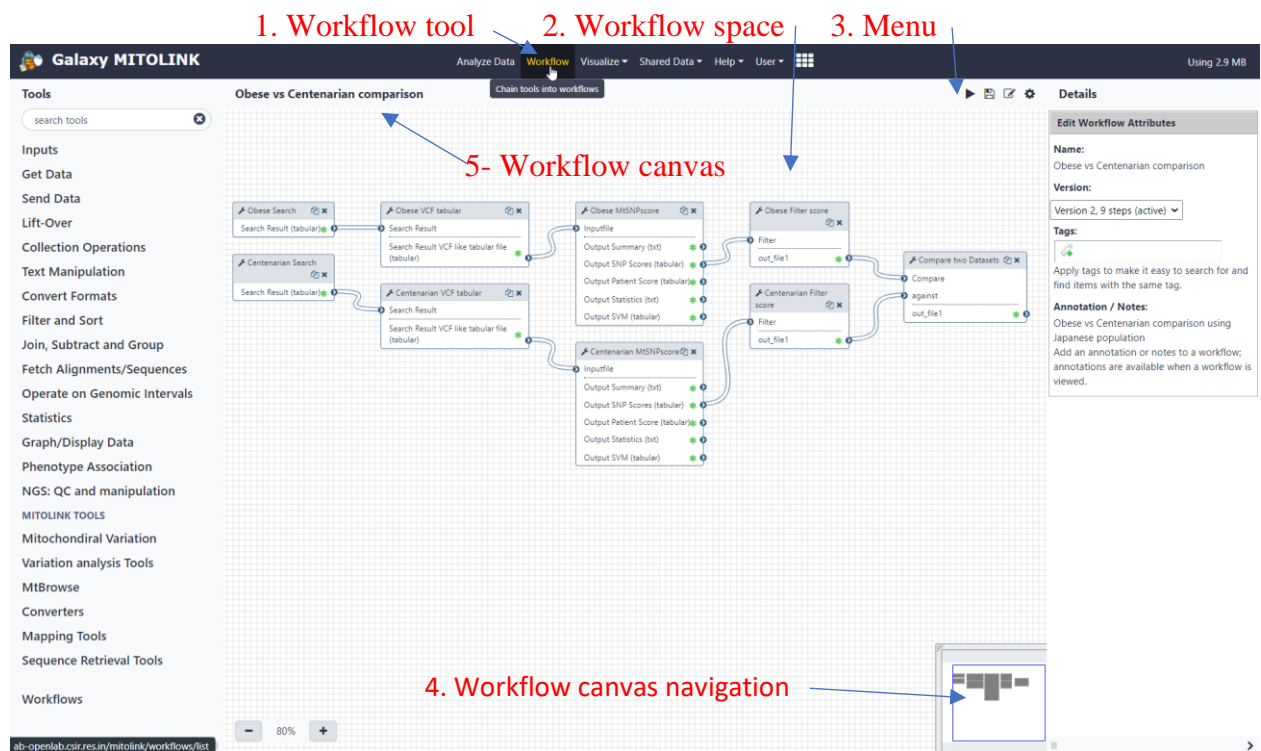 1. Workflow tool 2. Workflow space 3. Menu
Galaxy MITOLINK
Analyze Data Workflow Visualize Shared Data Help User
Using 2.9 MB
Chain tools into workflows
Tools
search tools
Inputs
Get Data
Send Data
Lift-Over
Collection Operations
Text Manipulation
Convert Formats
Filter and Sort
Join, Subtract and Group
Fetch Alignments/Sequences
Operate on Genomic Intervals
Statistics
Graph/Display Data
Phenotype Association
NGS: QC and manipulation
MITOLINK TOOLS
Mitochondiral Variation
Variation analysis Tools
MtBrowse
Converters
Mapping Tools
Sequence Retrieval Tools
Workflows
ab-openlab.csir.res.in/mitolink/workflows/list
Obese vs Centenarian comparison
5- Workflow canvas
Obese Search
Search Result (tabular)
Centenarian Search
Search Result (tabular)
Obese VCF tabular
Search Result
Search Result VCF like tabular file
(tabular)
Centenarian VCF tabular
Search Result
Search Result VCF like tabular file
(tabular)
Obese MtSNPscore
Inputfile
Output Summary (txt)
Output SNP Scores (tabular)
Output Patient Score (tabular)
Output Statistics (txt)
Output SVM (tabular)
Centenarian MtSNPscore
Inputfile
Output Summary (txt)
Output SNP Scores (tabular)
Output Patient Score (tabular)
Output Statistics (txt)
Output SVM (tabular)
Obese Filter score
Filter
out_file1
Centenarian Filter
score
Filter
out_file1
Compare two Datasets
Compare
against
out_file1
4. Workflow canvas navigation
80%
Details
Edit Workflow Attributes
Name:
Obese vs Centenarian comparison
Version:
Version 2, 9 steps (active)
Tags:
Apply tags to make it easy to search for and
find items with the same tag.
Annotation / Notes:
Obese vs Centenarian comparison using
Japanese population
Add an annotation or notes to a workflow;
annotations are available when a workflow is
viewed.